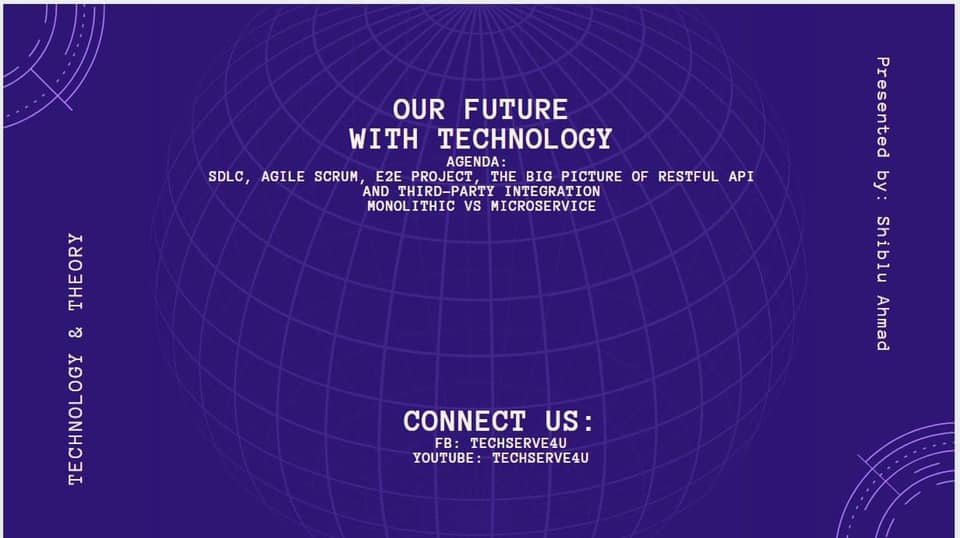 OUR FUTURE
WITH TECHNOLOGY
AGENDA:
SDLC, AGILE SCRUM, E2E PROJECT, THE BIG PICTURE OF RESTFUL API
AND THIRD-PARTY INTEGRATION
MONOLITHIC VS MICROSERVICE
CONNECT US:
FB: TECHSERVE4U
YOUTUBE: TECHSERVE4U
TECHNOLOGY & THEORY
Presented by: Shiblu Ahmad